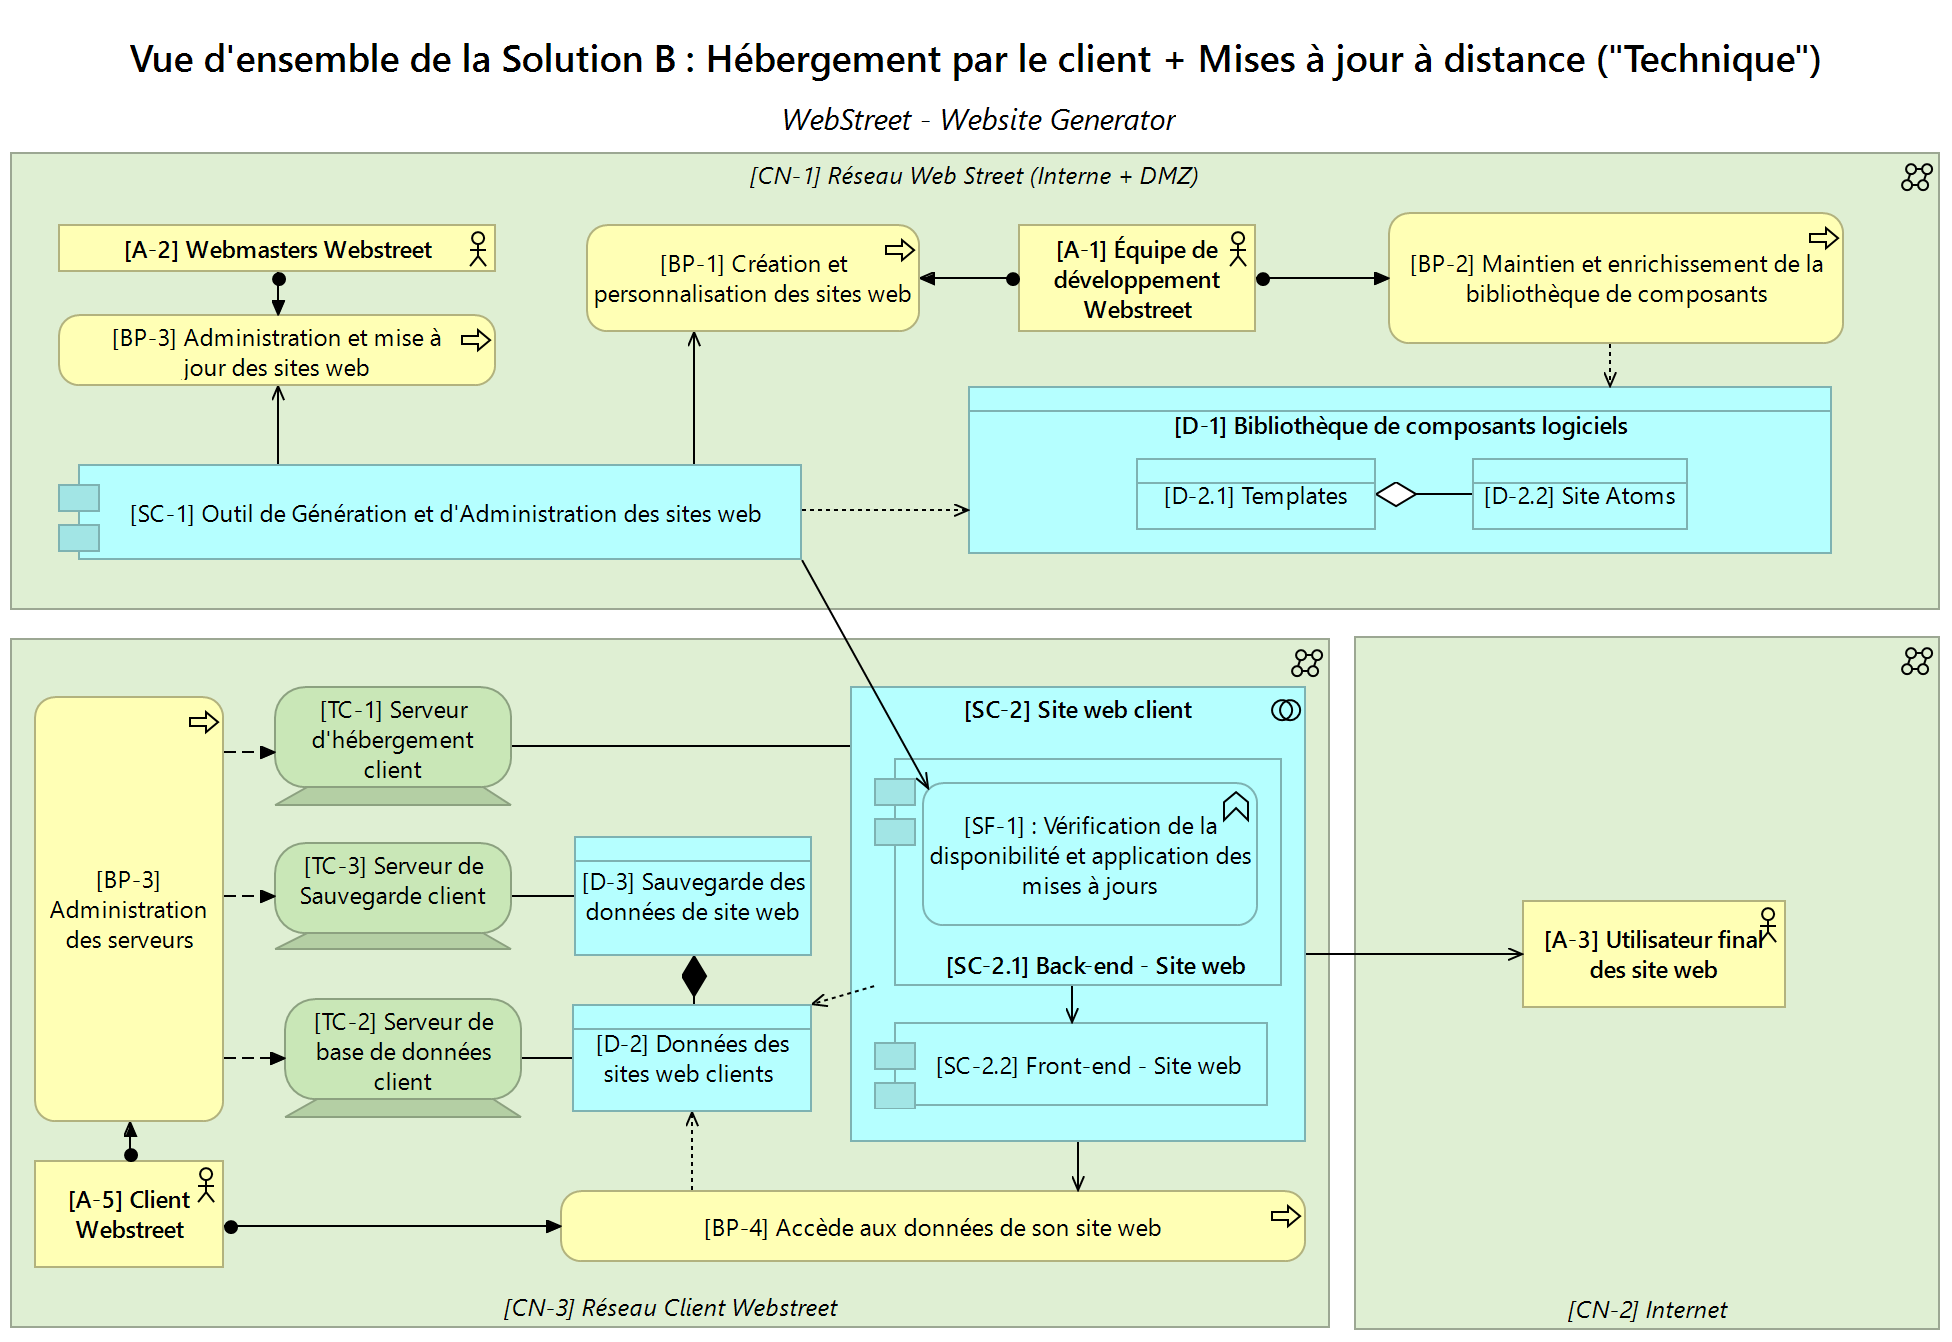 Vue d'ensemble de la Solution B : Hébergement par le client + Mises à jour à distance ("Technique")
WebStreet - Website Generator
[CN-1] Réseau Web Street (Interne + DMZ)
[A-2] Webmasters Webstreet
[BP-3] Administration et mise à
jour des sites web
[BP-1] Création et
personnalisation des sites web
[A-1] Équipe de
développement
Webstreet
[BP-2] Maintien et enrichissement de la
bibliothèque de composants
[SC-1] Outil de Génération et d'Administration des sites web
[D-1] Bibliothèque de composants logiciels
[D-2.1] Templates
[D-2.2] Site Atoms
[BP-3]
Administration
des serveurs
[TC-1] Serveur
d'hébergement
client
[TC-3] Serveur de
Sauvegarde client
[TC-2] Serveur de
base de données
client
[D-3] Sauvegarde des
données de site web
[D-2] Données des
sites web clients
[SC-2] Site web client
[SF-1] : Vérification de la
disponibilité et application des
mises à jours
[SC-2.1] Back-end - Site web
[SC-2.2] Front-end - Site web
[A-5] Client
Webstreet
[BP-4] Accède aux données de son site web
[CN-3] Réseau Client Webstreet
[A-3] Utilisateur final
des site web
[CN-2] Internet